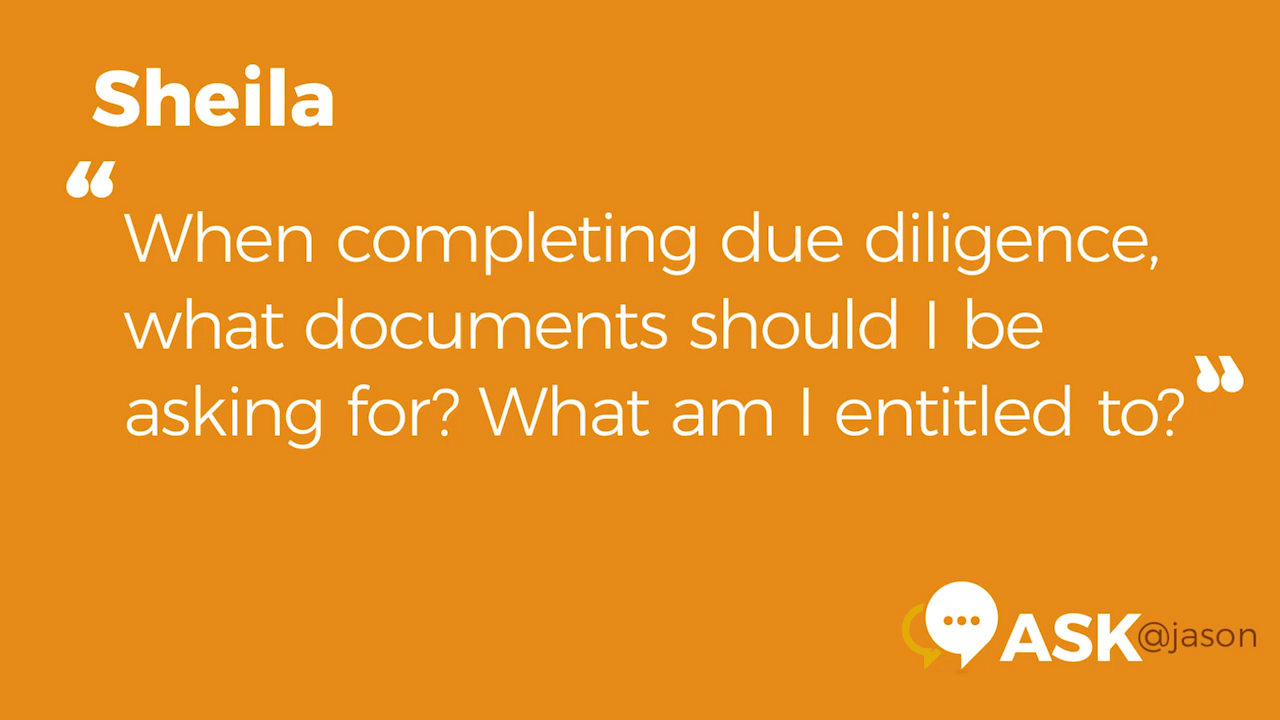 Sheila
“When completing due diligence,
what documents should I be
asking for? What am I entitled to?”
ASK@jason